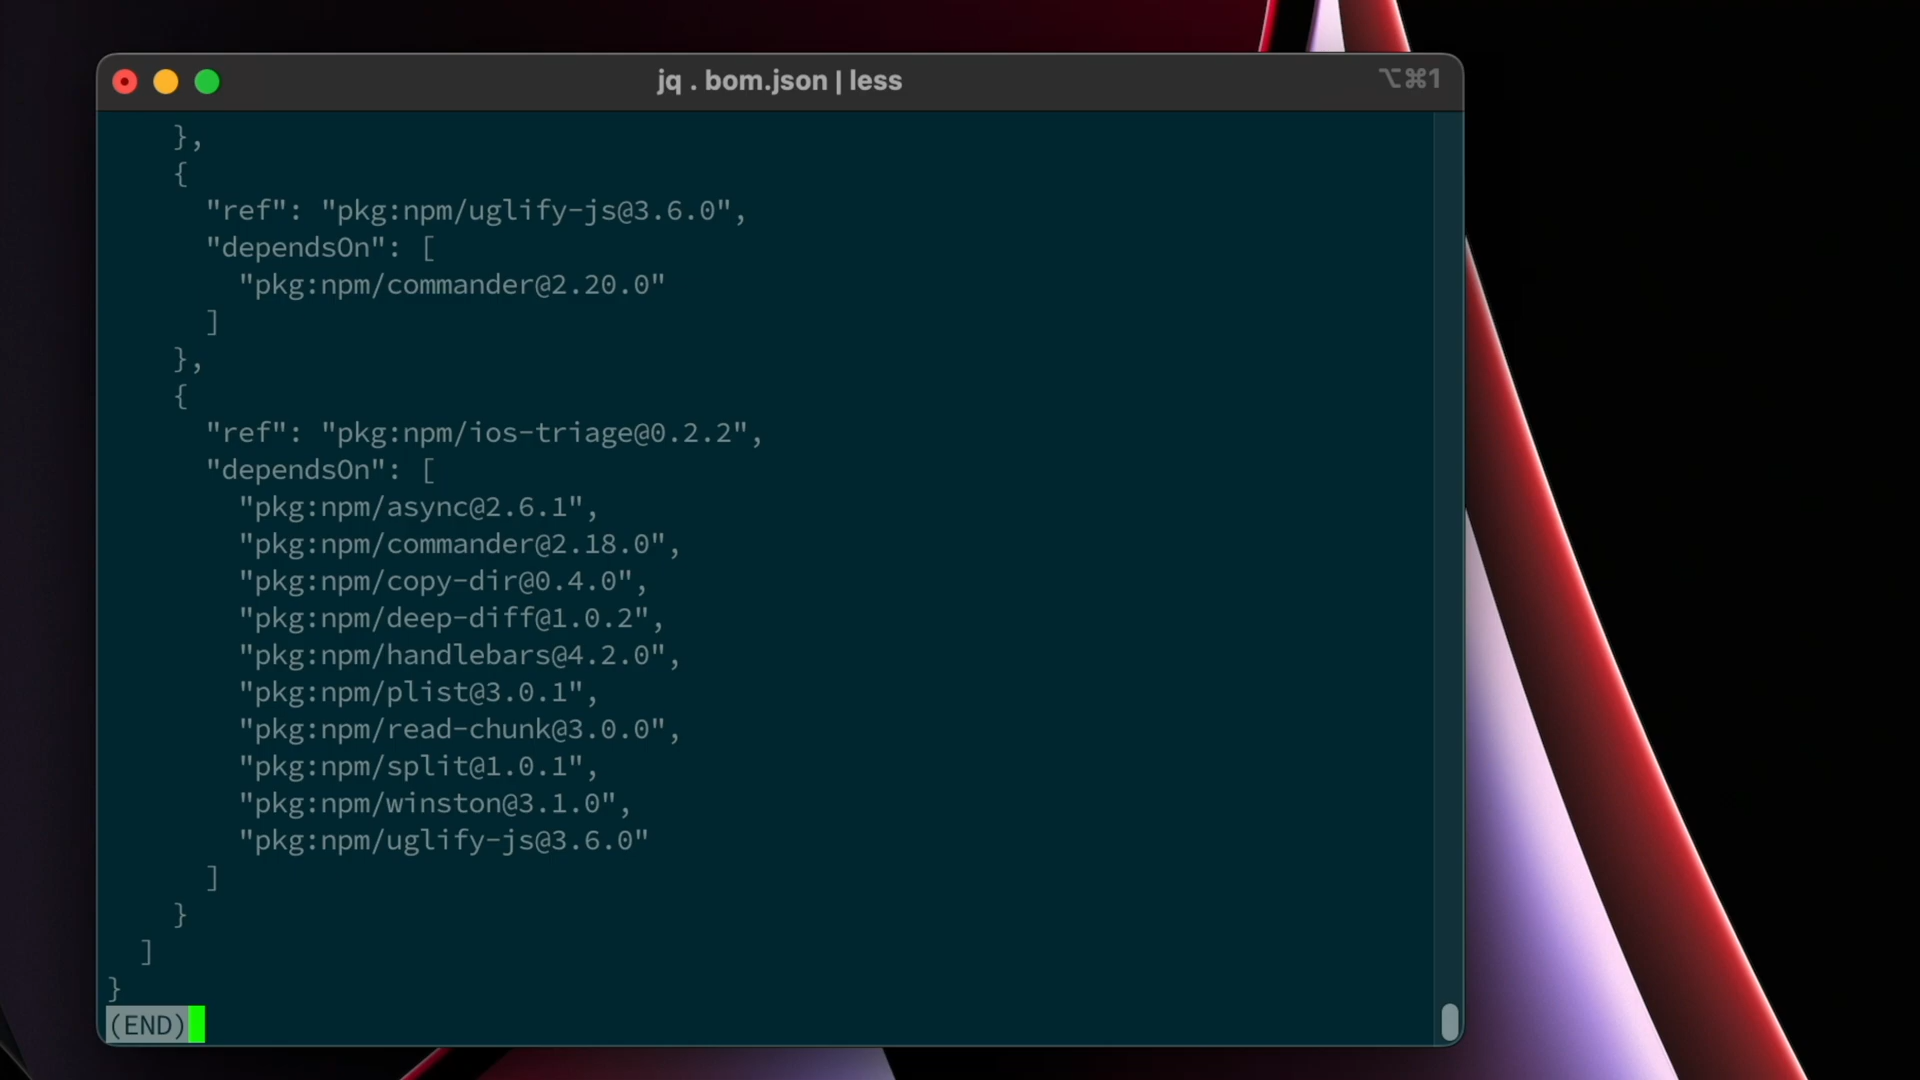 jq . bom.json | less
⌥⌘1
},
{
"ref": "pkg:npm/uglify-js@3.6.0",
"dependsOn": [
"pkg:npm/commander@2.20.0"
]
},
{
"ref": "pkg:npm/ios-triage@0.2.2",
"dependsOn": [
"pkg:npm/async@2.6.1",
"pkg:npm/commander@2.18.0",
"pkg:npm/copy-dir@0.4.0",
"pkg:npm/deep-diff@1.0.2",
"pkg:npm/handlebars@4.2.0",
"pkg:npm/plist@3.0.1",
"pkg:npm/read-chunk@3.0.0",
"pkg:npm/split@1.0.1",
"pkg:npm/winston@3.1.0",
"pkg:npm/uglify-js@3.6.0"
]
}
]
}
(END)